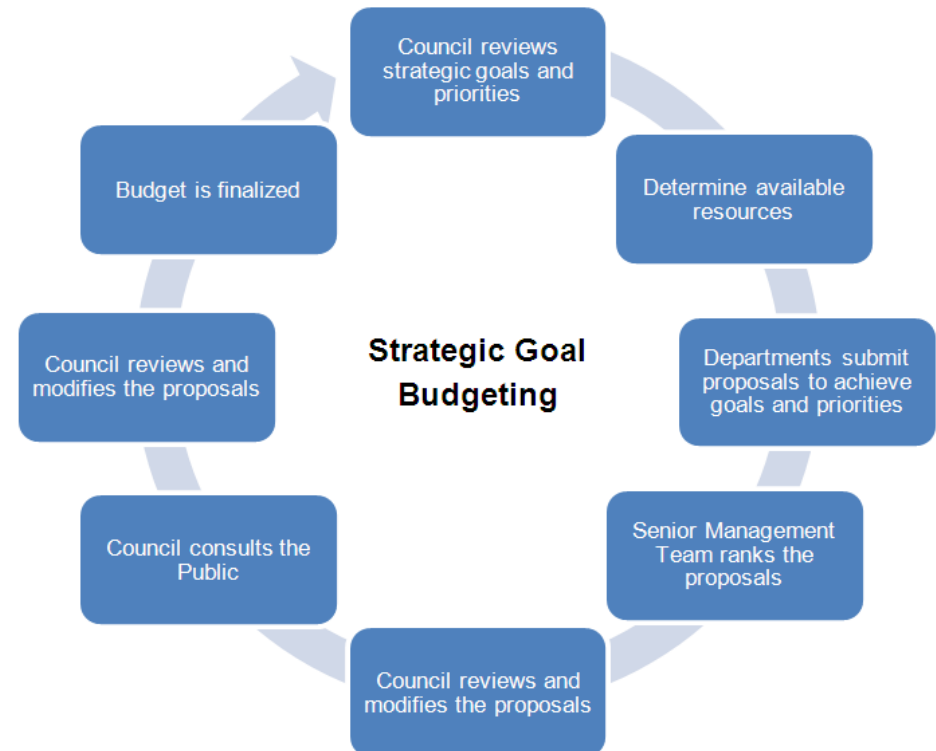 Council reviews
strategic goals and
priorities
Determine available
resources
Departments submit
proposals to achieve
goals and priorities
Senior Management
Team ranks the
proposals
Council reviews and
modifies the proposals
Council consults the
Public
Council reviews and
modifies the proposals
Budget is finalized
Strategic Goal
Budgeting